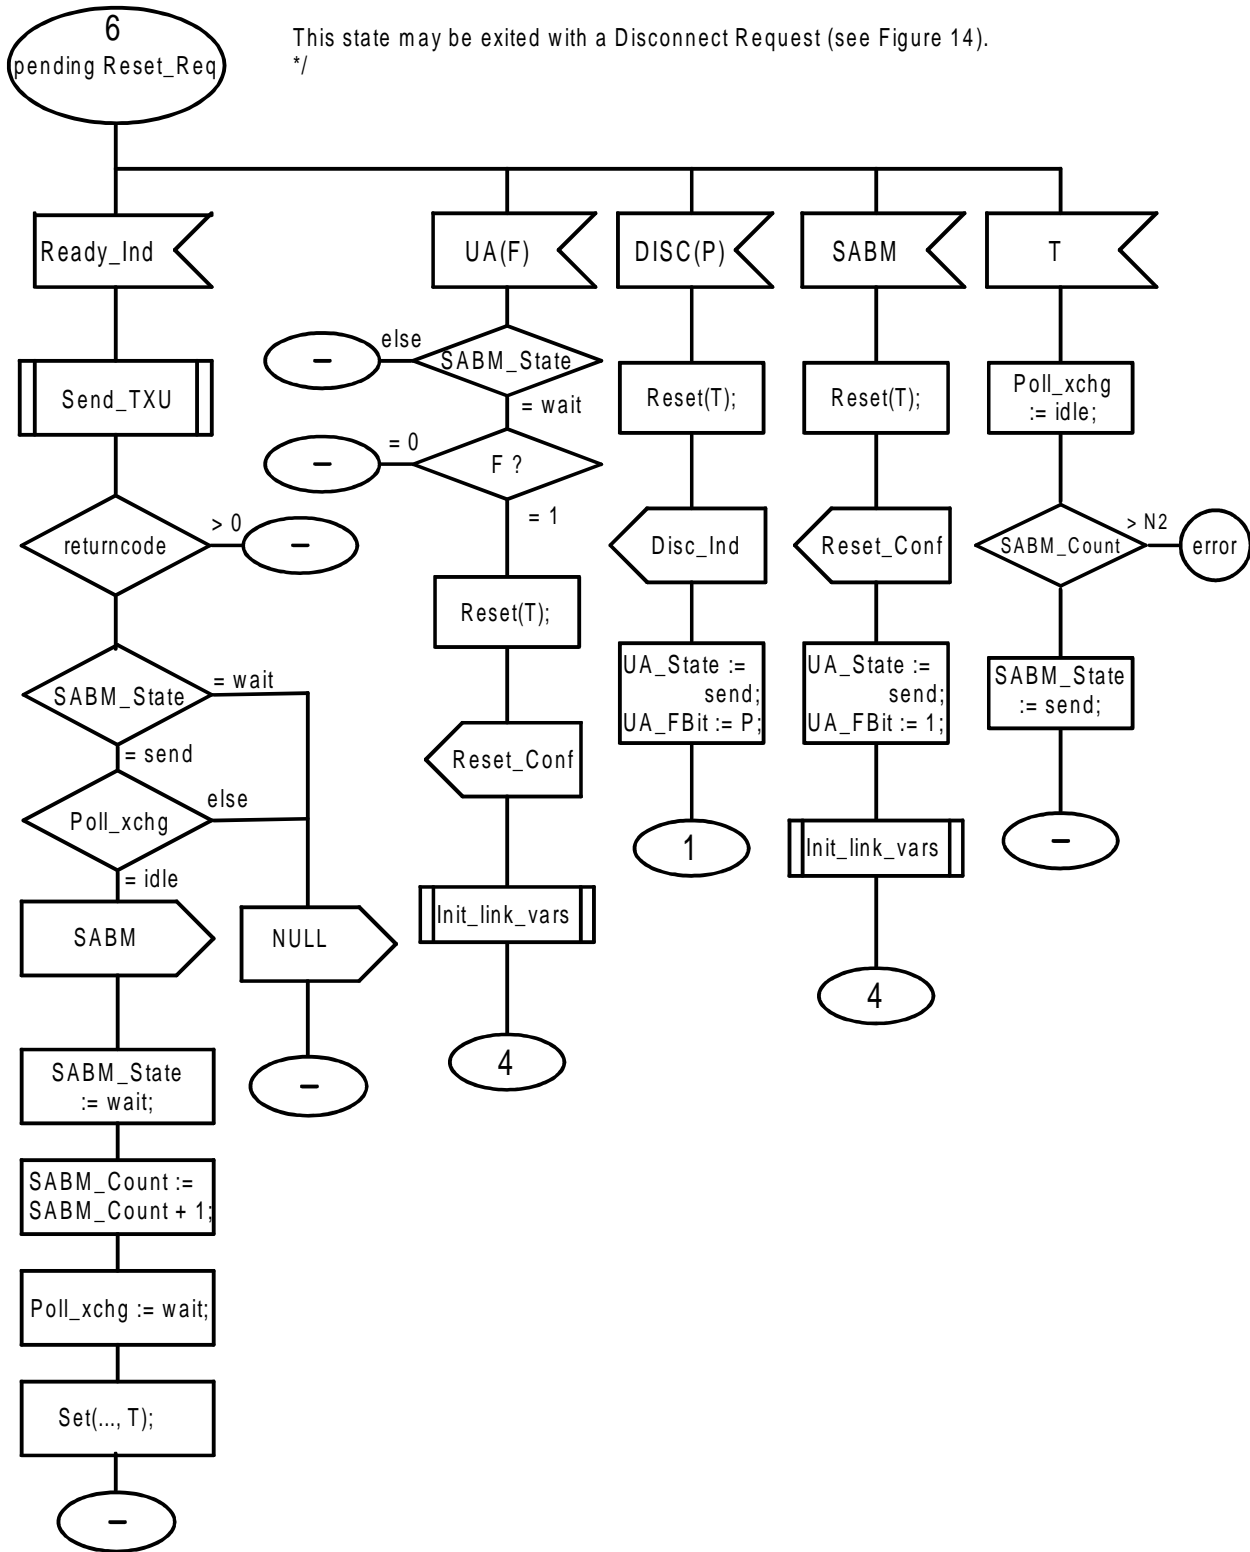 6
pending Reset_Req
This state may be exited with a Disconnect Request (see Figure 14).
*/
Ready_Ind
UA(F)
DISC(P)
SABM
T
Send_TXU
–
else
SABM_State
= wait
Reset(T);
Reset(T);
Poll_xchg
:= idle;
–
= 0
F ?
= 1
returncode
> 0
–
Disc_Ind
Reset_Conf
SABM_Count
> N2
error
Reset(T);
SABM_State
= wait
= send
UA_State :=
send;
UA_FBit := P;
UA_State :=
send;
UA_FBit := 1;
SABM_State
:= send;
Reset_Conf
Poll_xchg
else
= idle
1
Init_link_vars
–
SABM
NULL
Init_link_vars
4
4
SABM_State
:= wait;
–
SABM_Count :=
SABM_Count + 1;
Poll_xchg := wait;
Set(..., T);
–